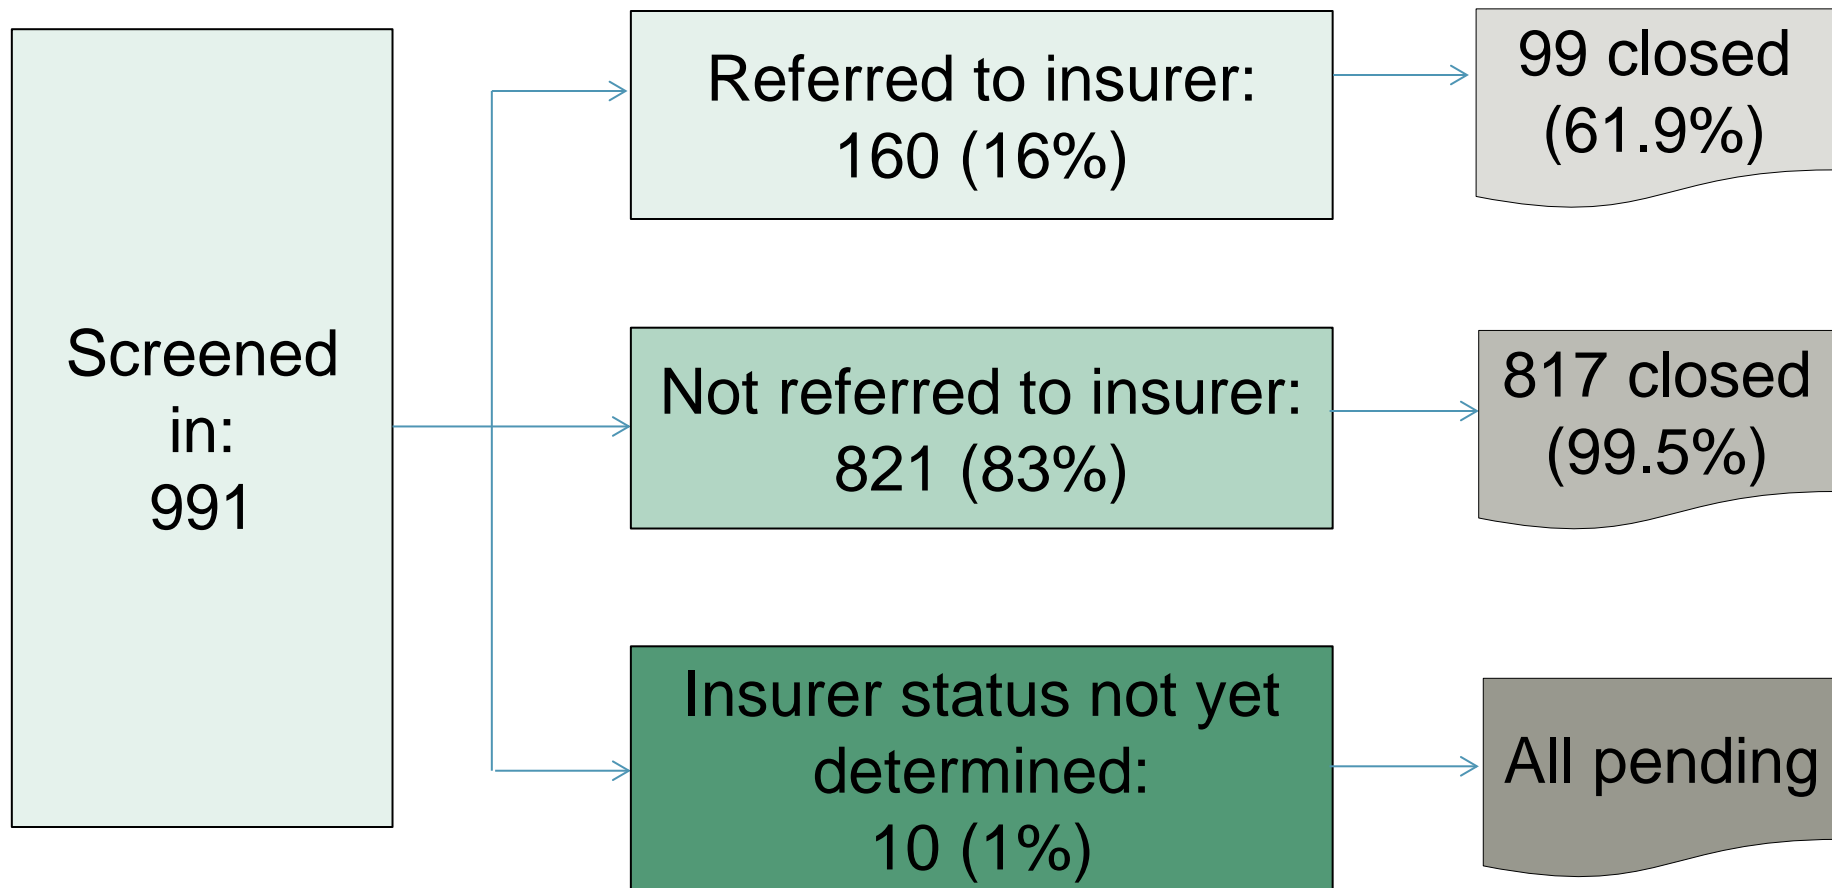 Screened
in:
991
Referred to insurer:
160 (16%)
99 closed
(61.9%)
Not referred to insurer:
821 (83%)
817 closed
(99.5%)
Insurer status not yet
determined:
10 (1%)
All pending